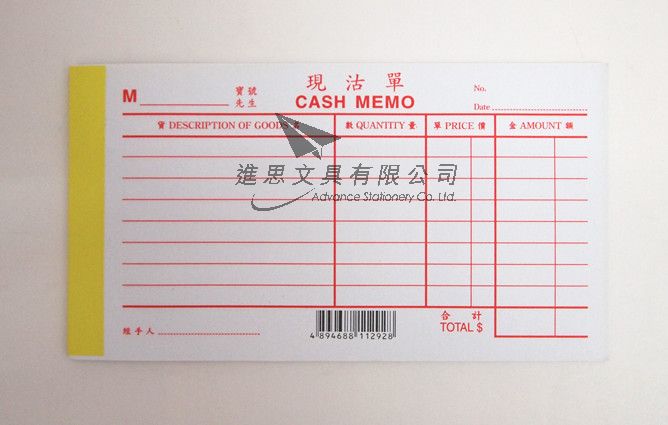 現沽單
CASH MEMO
M 寶號
先生
No.
Date
貨 DESCRIPTION OF GOODS 名
數 QUANTITY 量
單 PRICE 價
金 AMOUNT 額
進思文具有限公司
Advance Stationery Co. Ltd.
經手人
4 894688 112928
合計
TOTAL $